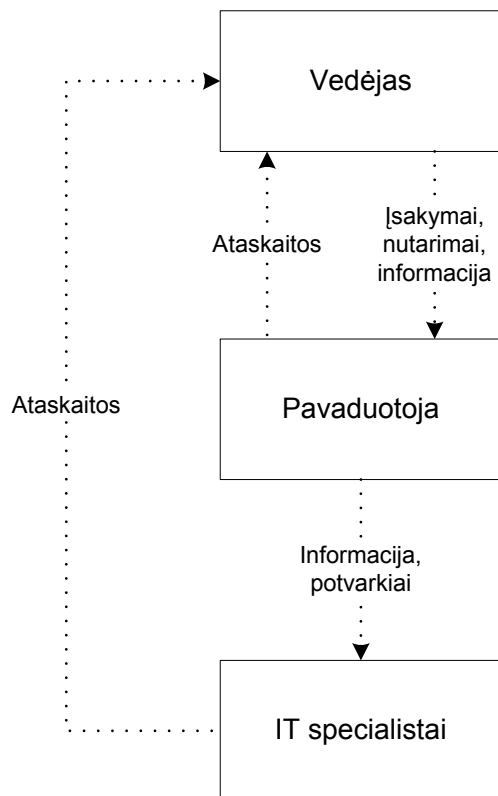 Vedėjas
Įsakymai,
nutarimai,
informacija
Ataskaitos
Pavaduotoja
Ataskaitos
Informacija,
potvarkiai
IT specialistai